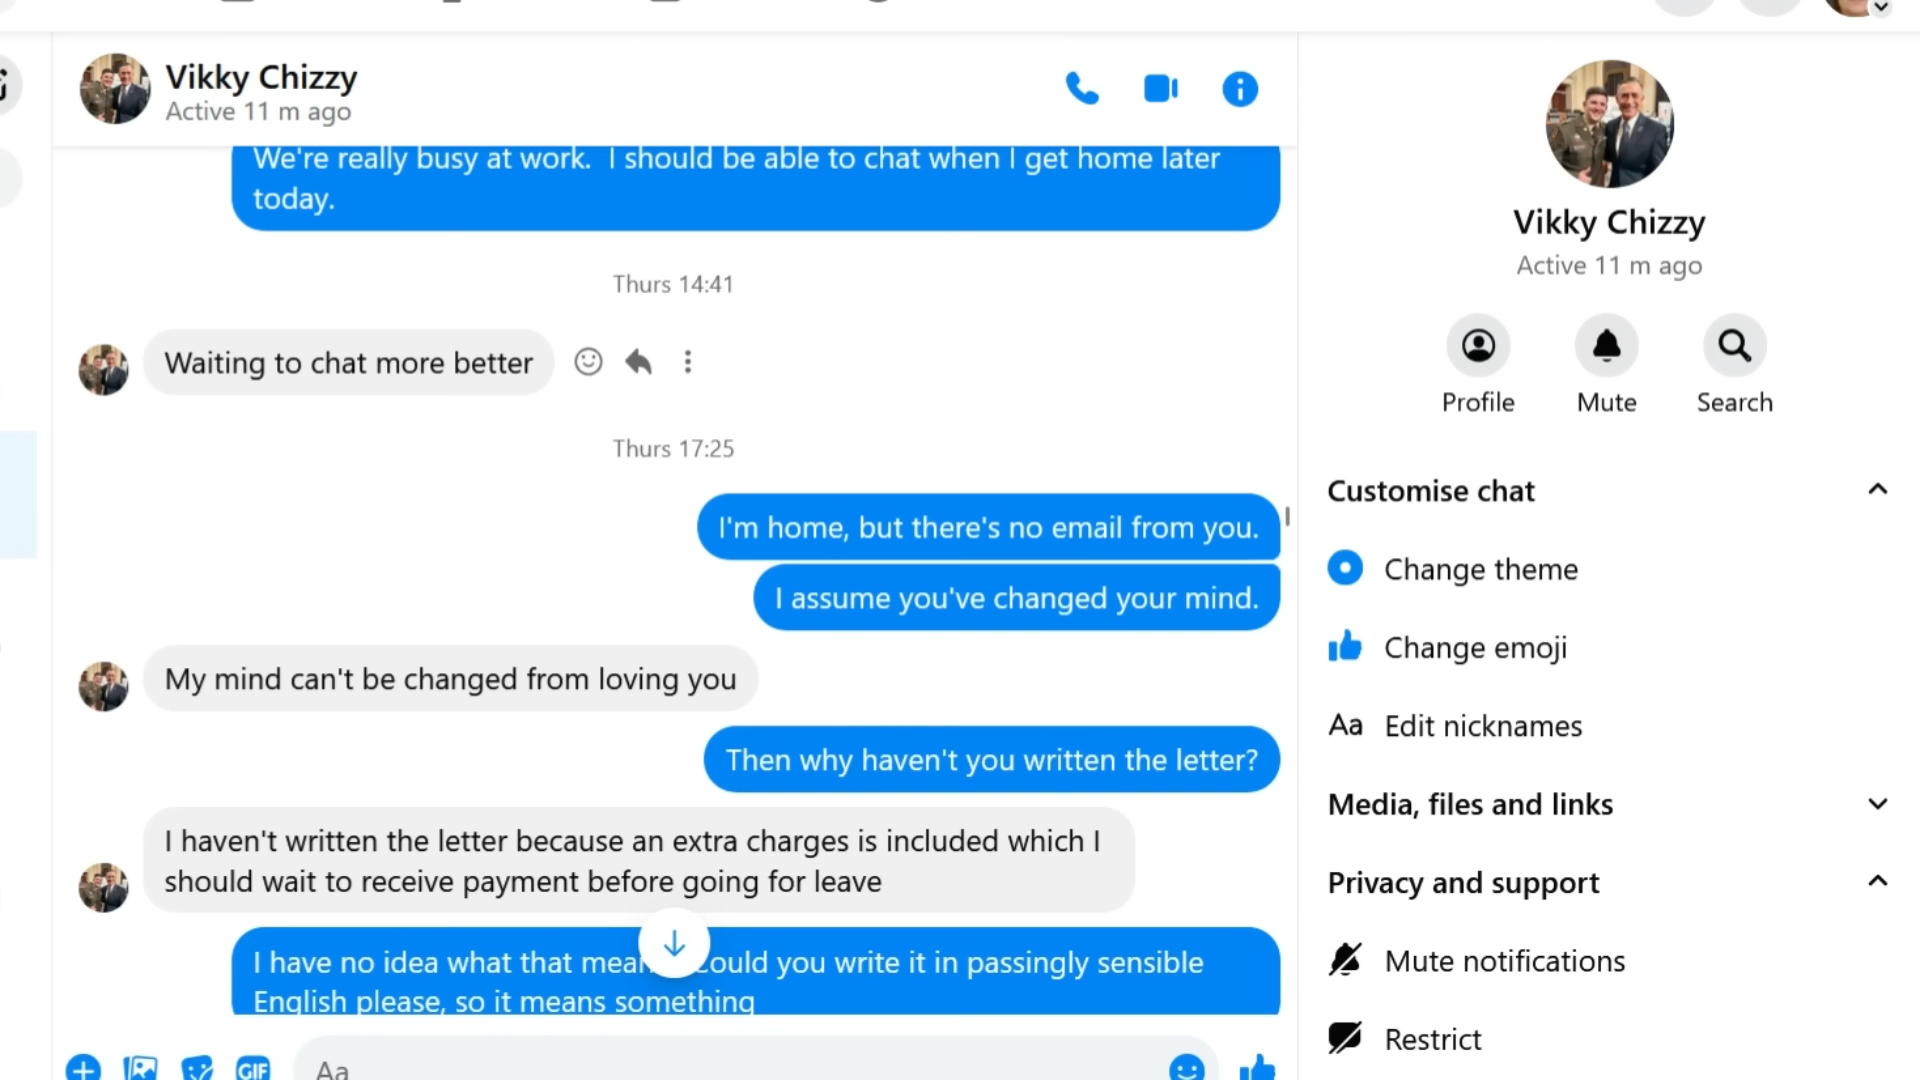 Vikky Chizzy
Active 11 m ago
We're really busy at work.  I should be able to chat when I get home later
today.
Thurs 14:41
Waiting to chat more better
Thurs 17:25
I'm home, but there's no email from you.
I assume you've changed your mind.
My mind can't be changed from loving you
Then why haven't you written the letter?
I haven't written the letter because an extra charges is included which I
should wait to receive payment before going for leave
I have no idea what that mean ould you write it in passingly sensible
English please, so it means something
GIF
Aa
Vikky Chizzy
Active 11 m ago
Profile
Mute
Search
Customise chat
Change theme
Change emoji
Aa Edit nicknames
Media, files and links
Privacy and support
Mute notifications
Restrict